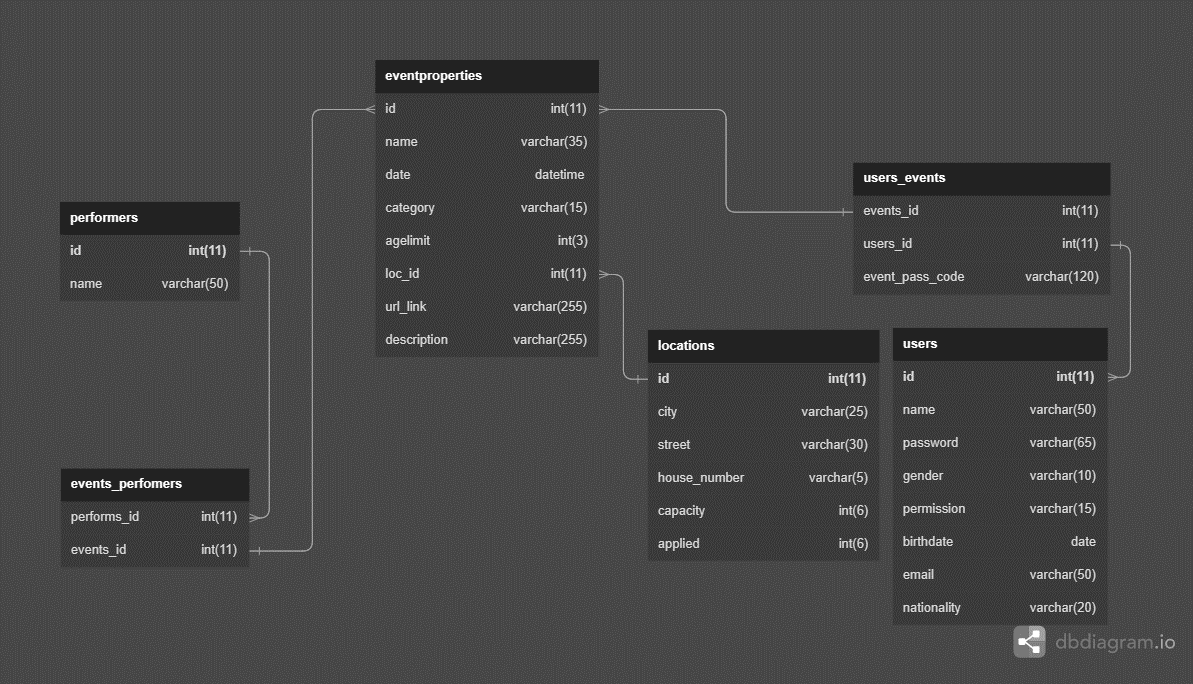 eventproperties
id int(11)
name varchar(35)
date datetime
category varchar(15)
agelimit int(3)
loc_id int(11)
url_link varchar(255)
description varchar(255)
performers
id int(11)
name varchar(50)
events_perfomers
performs_id int(11)
events_id int(11)
users_events
events_id int(11)
users_id int(11)
event_pass_code varchar(120)
locations
id int(11)
city varchar(25)
street varchar(30)
house_number varchar(5)
capacity int(6)
applied int(6)
users
id int(11)
name varchar(50)
password varchar(65)
gender varchar(10)
permission varchar(15)
birthdate date
email varchar(50)
nationality varchar(20)
dbdiagram.io